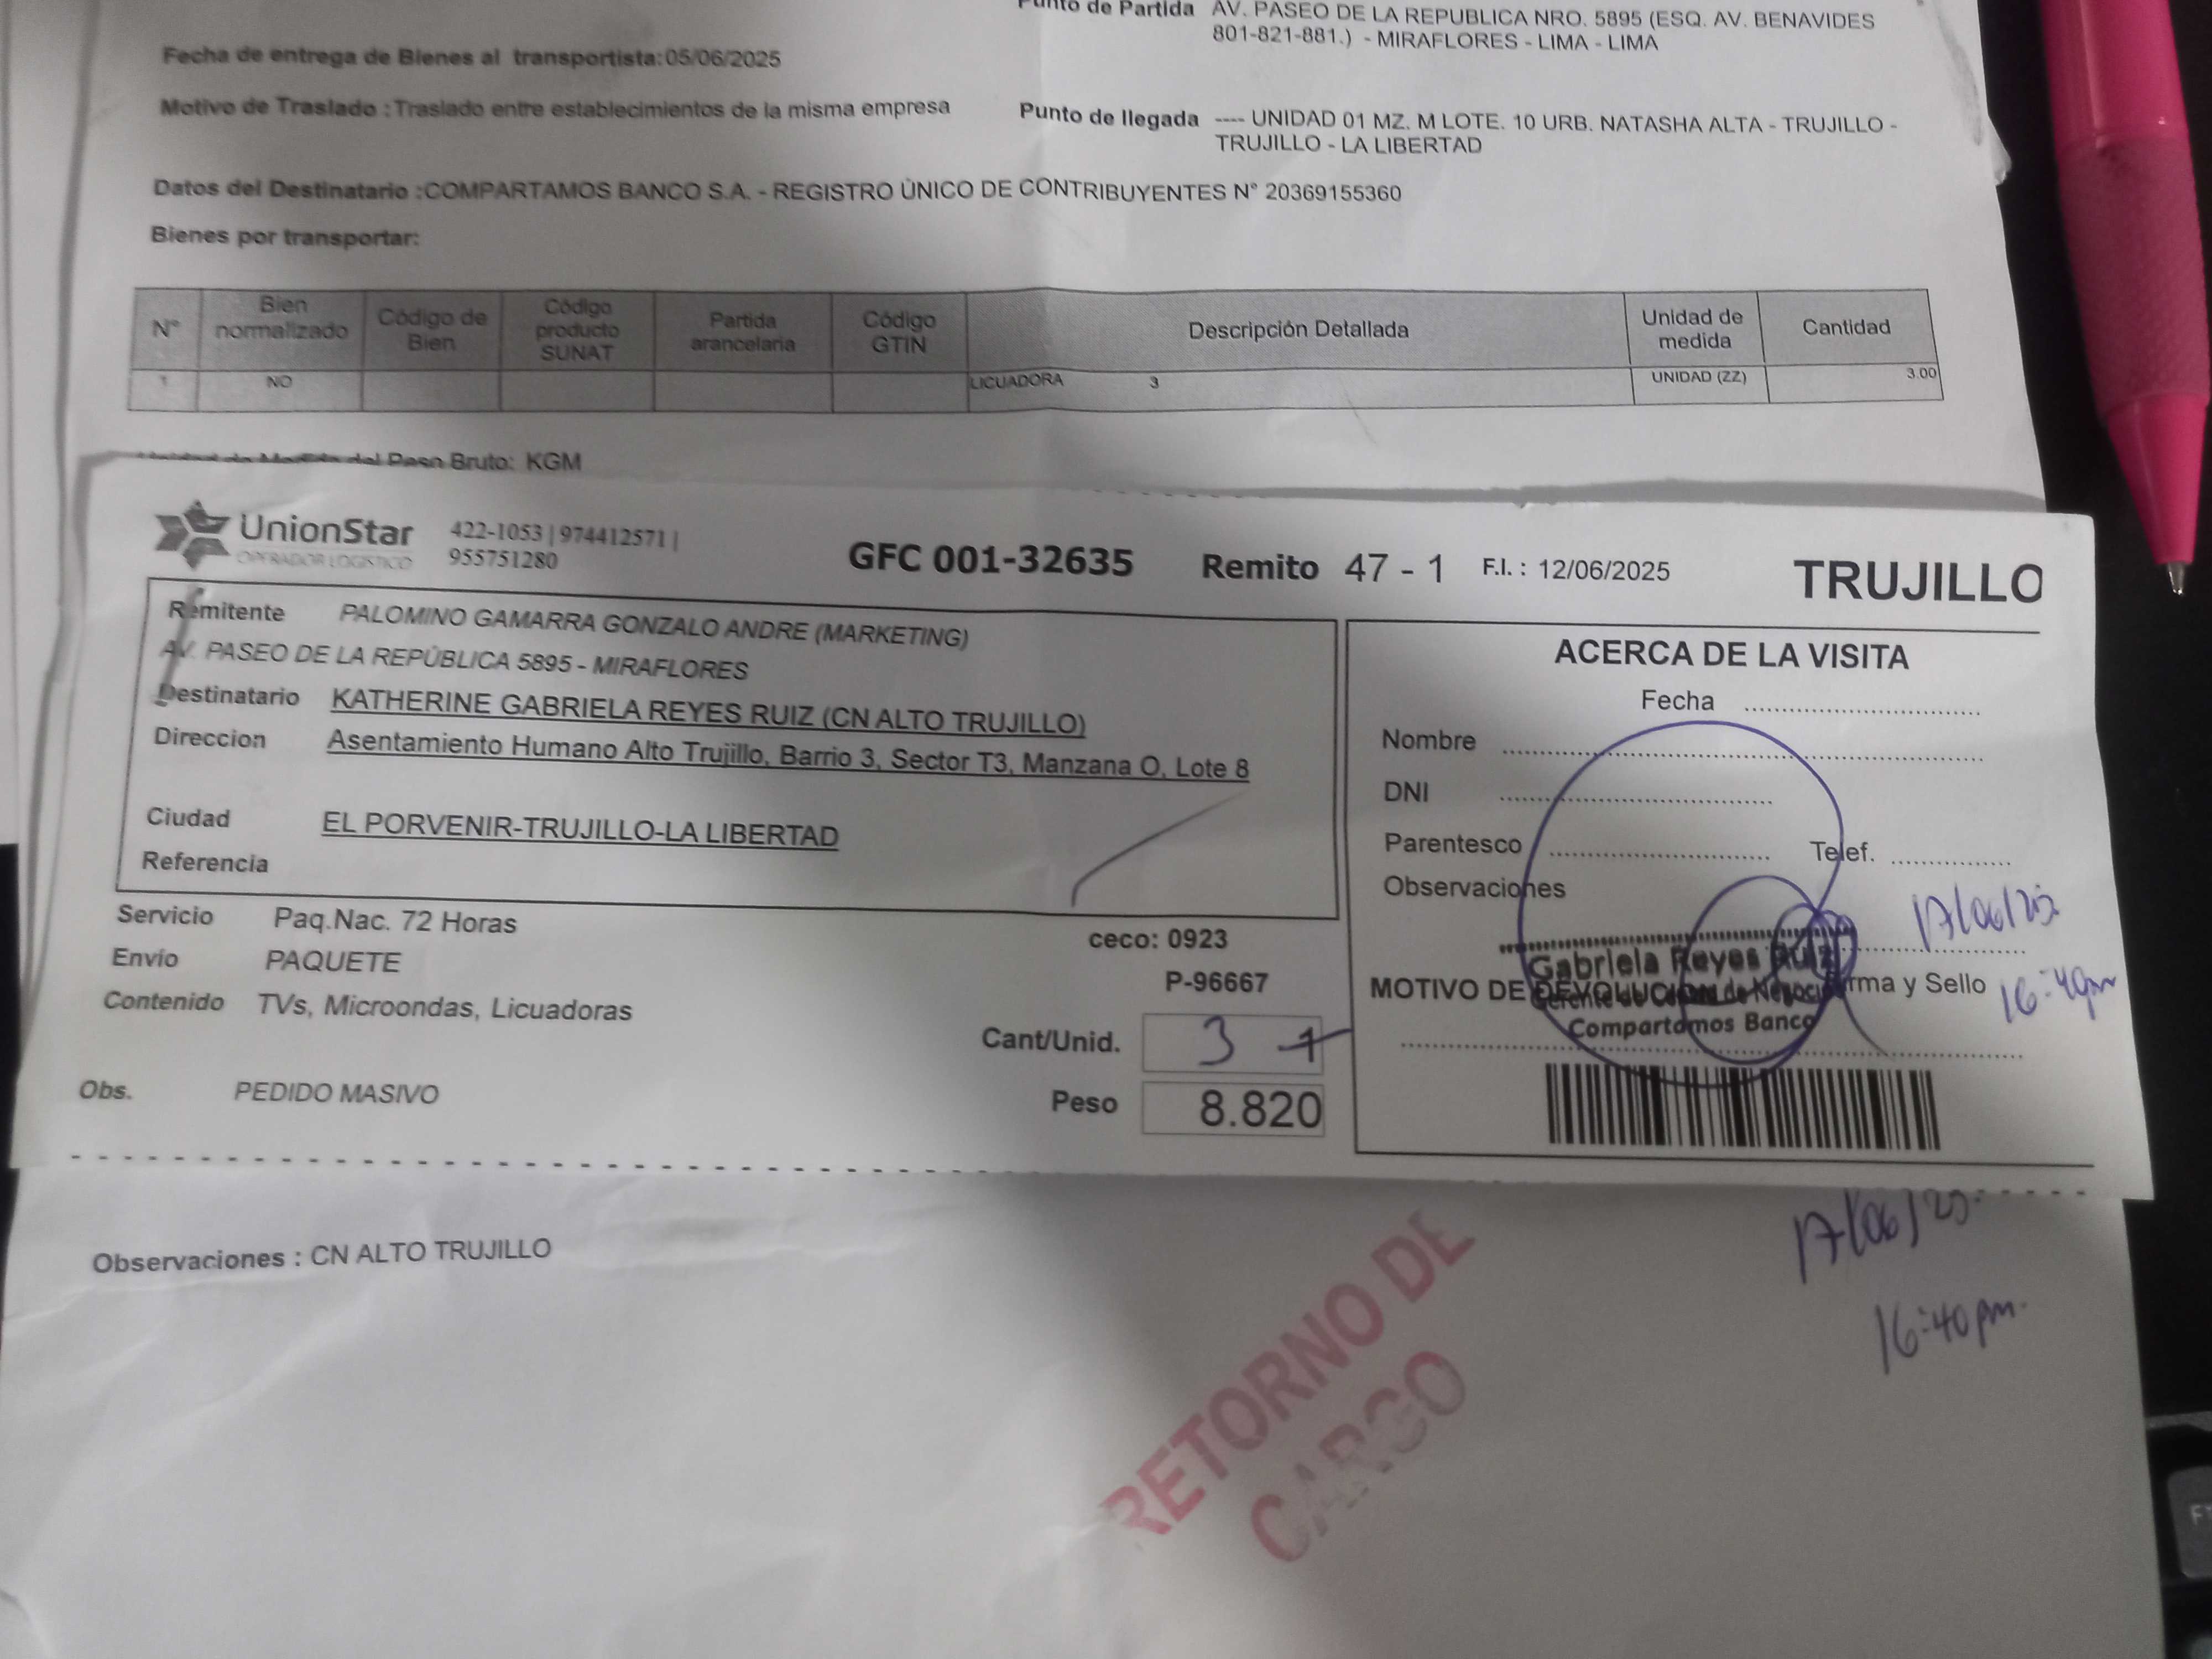 Punto de Partida AV. PASEO DE LA REPUBLICA NRO. 5895 (ESQ. AV. BENAVIDES
801-821-881.) - MIRAFLORES - LIMA - LIMA
Fecha de entrega de Bienes al transportista:05/06/2025
Motivo de Traslado : Traslado entre establecimientos de la misma empresa
Punto de llegada ---- UNIDAD 01 MZ. M LOTE. 10 URB. NATASHA ALTA - TRUJILLO -
TRUJILLO - LA LIBERTAD
Datos del Destinatario :COMPARTAMOS BANCO S.A. - REGISTRO ÚNICO DE CONTRIBUYENTES N° 20369155360
Bienes por transportar:
N° Bien normalizado Código de Bien Código producto SUNAT Partida arancelaria Código GTIN Descripción Detallada Unidad de medida Cantidad
1 NO LICUADORA 3 UNIDAD (ZZ) 3.00
Unidad de Medida del Peso Bruto: KGM
UnionStar
OPERADOR LOGISTICO
422-1053 | 974412571 |
955751280
GFC 001-32635 Remito 47 - 1 F.I. : 12/06/2025 TRUJILLO
Remitente PALOMINO GAMARRA GONZALO ANDRE (MARKETING)
AV. PASEO DE LA REPÚBLICA 5895 - MIRAFLORES
Destinatario KATHERINE GABRIELA REYES RUIZ (CN ALTO TRUJILLO)
Direccion Asentamiento Humano Alto Trujillo, Barrio 3, Sector T3, Manzana O, Lote 8
Ciudad EL PORVENIR-TRUJILLO-LA LIBERTAD
Referencia
Servicio Paq.Nac. 72 Horas
Envío PAQUETE
Contenido TVs, Microondas, Licuadoras
Obs. PEDIDO MASIVO
ceco: 0923
P-96667
Cant/Unid. 3 1
Peso 8.820
ACERCA DE LA VISITA
Fecha
Nombre
DNI
Parentesco Telef.
Observaciones
17/06/25
Gabriela Reyes Ruiz
MOTIVO DE DEVOLUCION Firma y Sello
Gerente de Centro de Negocios
Compartamos Banco
16:40pm
Observaciones : CN ALTO TRUJILLO
17/06/25.
16:40pm.
RETORNO DE
CARGO